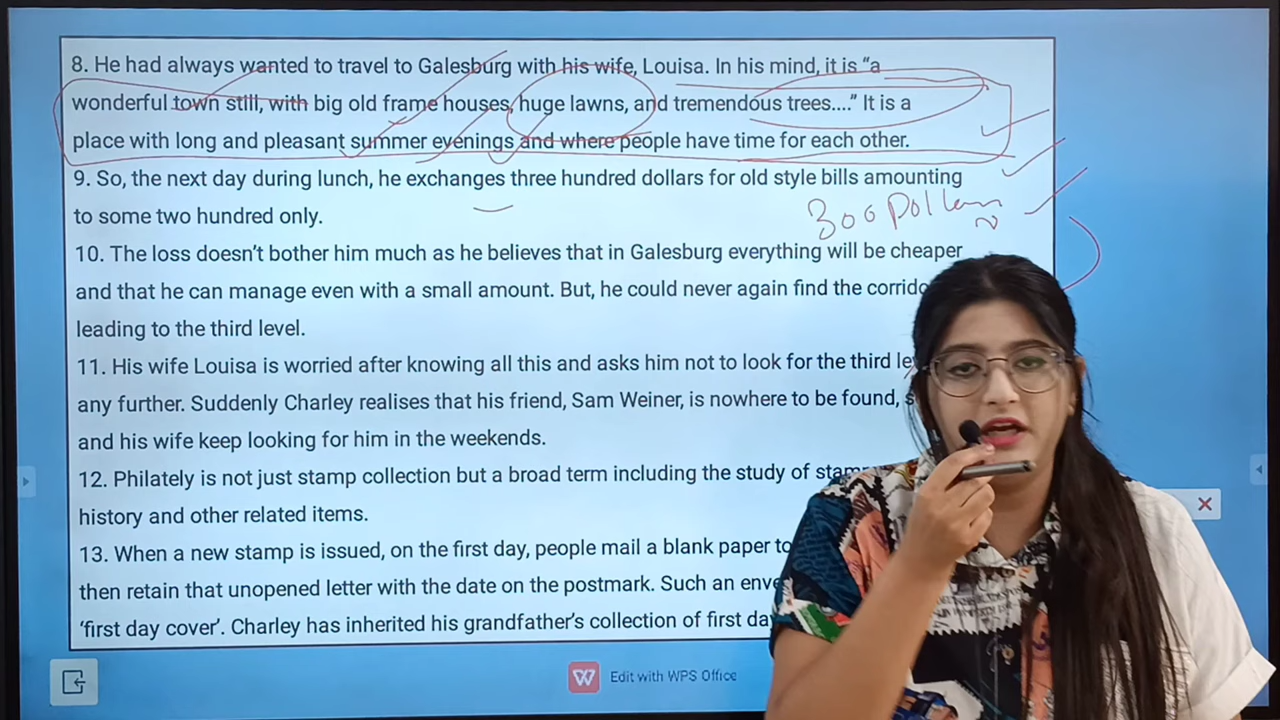 8. He had always wanted to travel to Galesburg with his wife, Louisa. In his mind, it is “a
wonderful town still, with big old frame houses, huge lawns, and tremendous trees....” It is a
place with long and pleasant summer evenings and where people have time for each other.
9. So, the next day during lunch, he exchanges three hundred dollars for old style bills amounting
to some two hundred only.
300
10. The loss doesn’t bother him much as he believes that in Galesburg everything will be cheaper
and that he can manage even with a small amount. But, he could never again find the
leading to the third level.
11. His wife Louisa is worried after knowing all this and asks him not to look for the third
any further. Suddenly Charley realises that his friend, Sam Weiner, is nowhere to be found,
and his wife keep looking for him in the weekends.
12. Philately is not just stamp collection but a broad term including the study of
history and other related items.
13. When a new stamp is issued, on the first day, people mail a blank paper to
then retain that unopened letter with the date on the postmark. Such an
‘first day cover’. Charley has inherited his grandfather’s collection of first
Edit with WPS Office